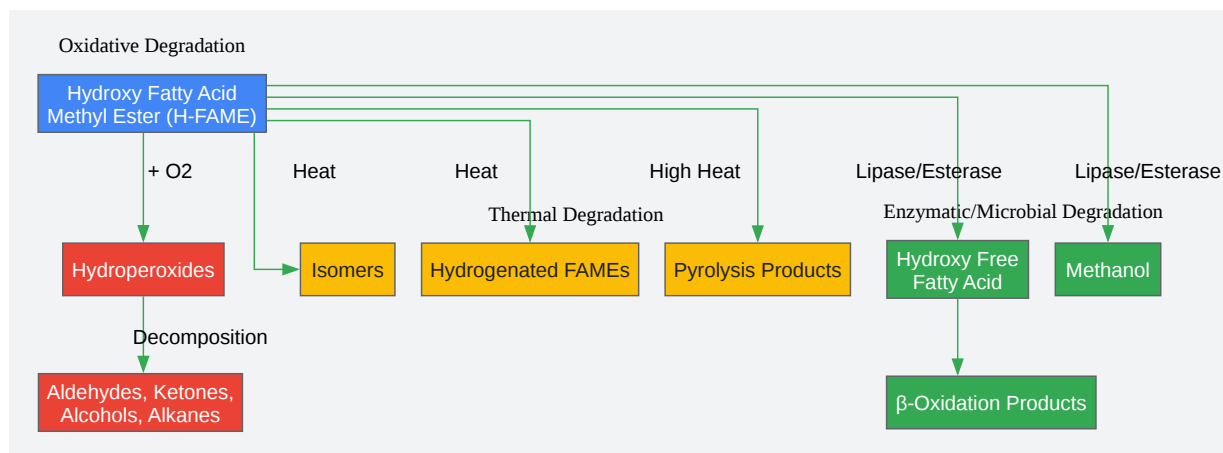 Oxidative Degradation
Hydroxy Fatty Acid
Methyl Ester (H-FAME)
+ O2
Heat
Heat
High Heat
Lipase/Esterase
Lipase/Esterase
Thermal Degradation
Enzymatic/Microbial Degradation
Hydroperoxides
Isomers
Hydrogenated FAMEs
Pyrolysis Products
Hydroxy Free
Fatty Acid
Methanol
Decomposition
Aldehydes, Ketones,
Alcohols, Alkanes
β-Oxidation Products